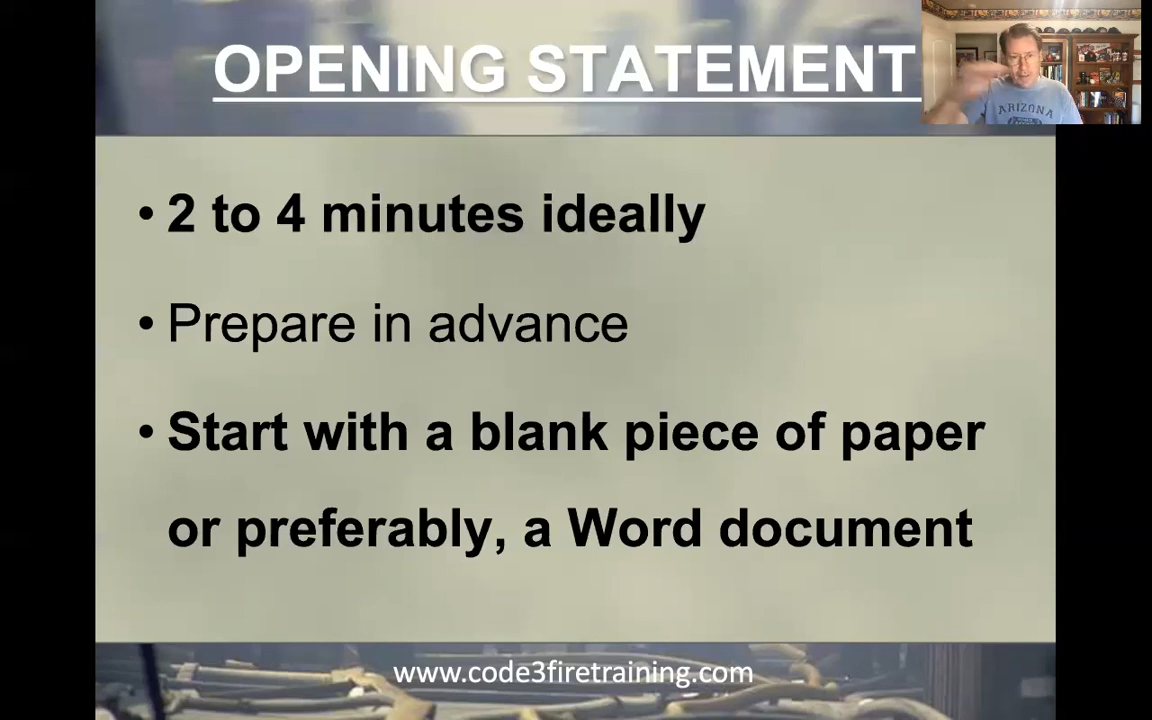 OPENING STATEMENT
ARIZONA
• 2 to 4 minutes ideally
• Prepare in advance
• Start with a blank piece of paper
or preferably, a Word document
www.code3firetraining.com